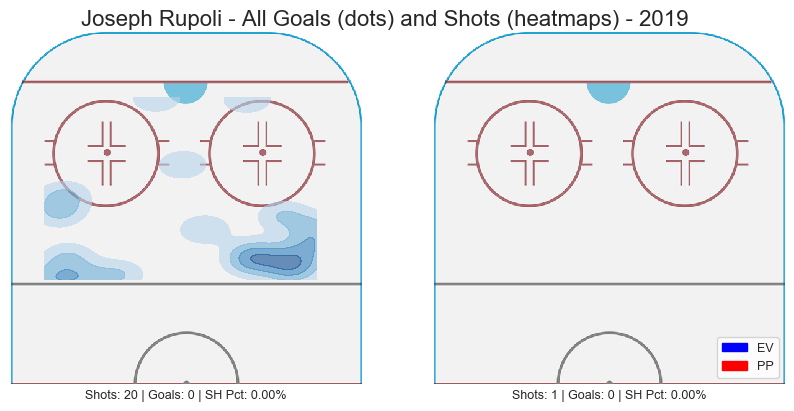 Joseph Rupoli - All Goals (dots) and Shots (heatmaps) - 2019
EV
PP
Shots: 20 | Goals: 0 | SH Pct: 0.00%
Shots: 1 | Goals: 0 | SH Pct: 0.00%